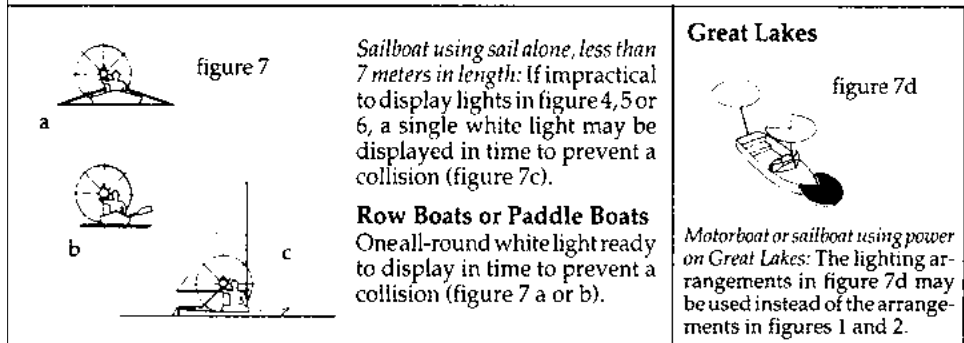 figure 7
a
b
c
Sailboat using sail alone, less than
7 meters in length: If impractical
to display lights in figure 4, 5 or
6, a single white light may be
displayed in time to prevent a
collision (figure 7c).
Row Boats or Paddle Boats
One all-round white light ready
to display in time to prevent a
collision (figure 7 a or b).
Great Lakes
figure 7d
Motorboat or sailboat using power
on Great Lakes: The lighting ar-
rangements in figure 7d may
be used instead of the arrange-
ments in figures 1 and 2.